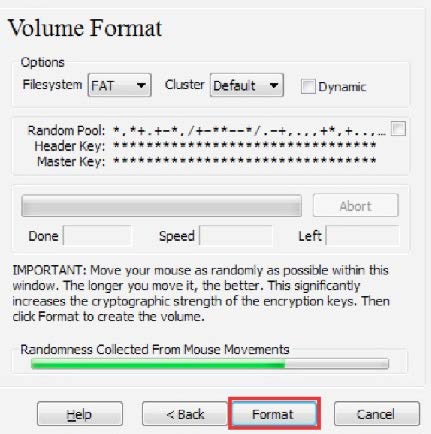 Volume Format
Options
Filesystem FAT Cluster Default Dynamic
Random Pool: *,*+.+-*,/+-**--*/.-+,.,,+*,+..,...
Header Key: ********************************
Master Key: ********************************
Abort
Done Speed Left
IMPORTANT: Move your mouse as randomly as possible within this
window. The longer you move it, the better. This significantly
increases the cryptographic strength of the encryption keys. Then
click Format to create the volume.
Randomness Collected From Mouse Movements
Help < Back Format Cancel